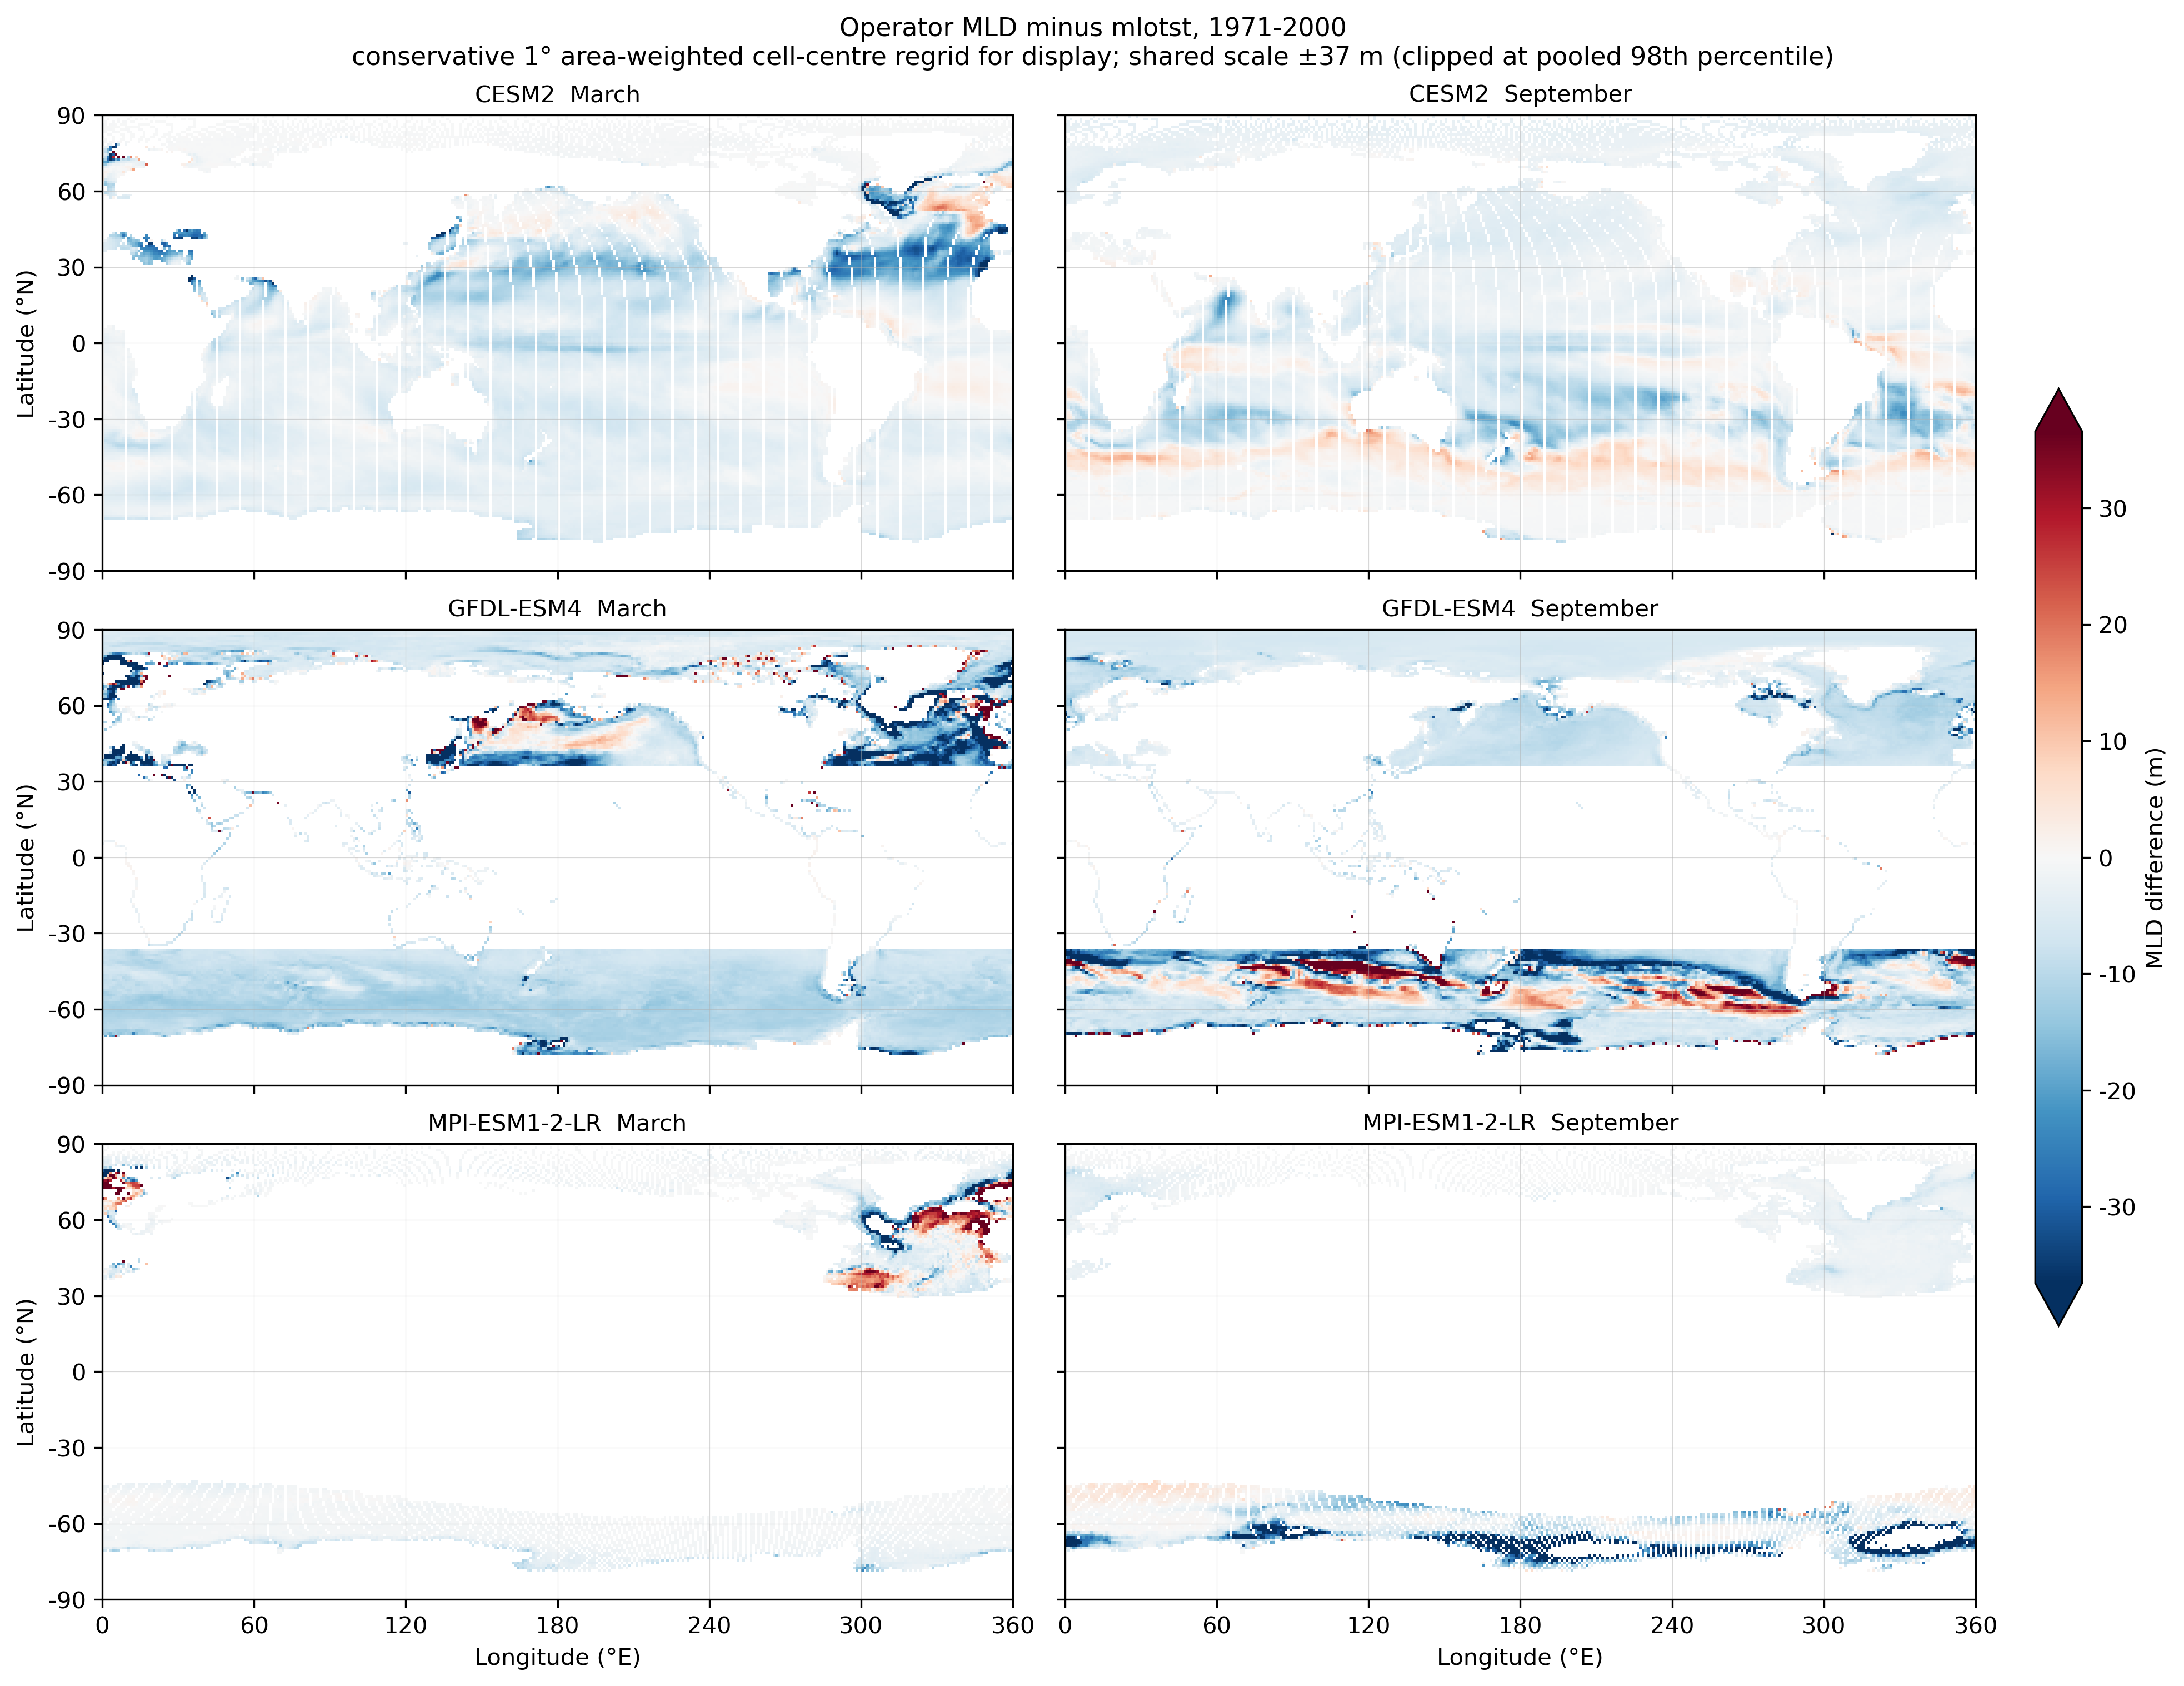 Operator MLD minus mlotst, 1971-2000
conservative 1° area-weighted cell-centre regrid for display; shared scale ±37 m (clipped at pooled 98th percentile)
CESM2 March
CESM2 September
90
60
30
0
-30
-60
-90
Latitude (°N)
GFDL-ESM4 March
GFDL-ESM4 September
90
60
30
0
-30
-60
-90
Latitude (°N)
MPI-ESM1-2-LR March
MPI-ESM1-2-LR September
90
60
30
0
-30
-60
-90
Latitude (°N)
0 60 120 180 240 300 360
Longitude (°E)
0 60 120 180 240 300 360
Longitude (°E)
30
20
10
0
-10
-20
-30
MLD difference (m)